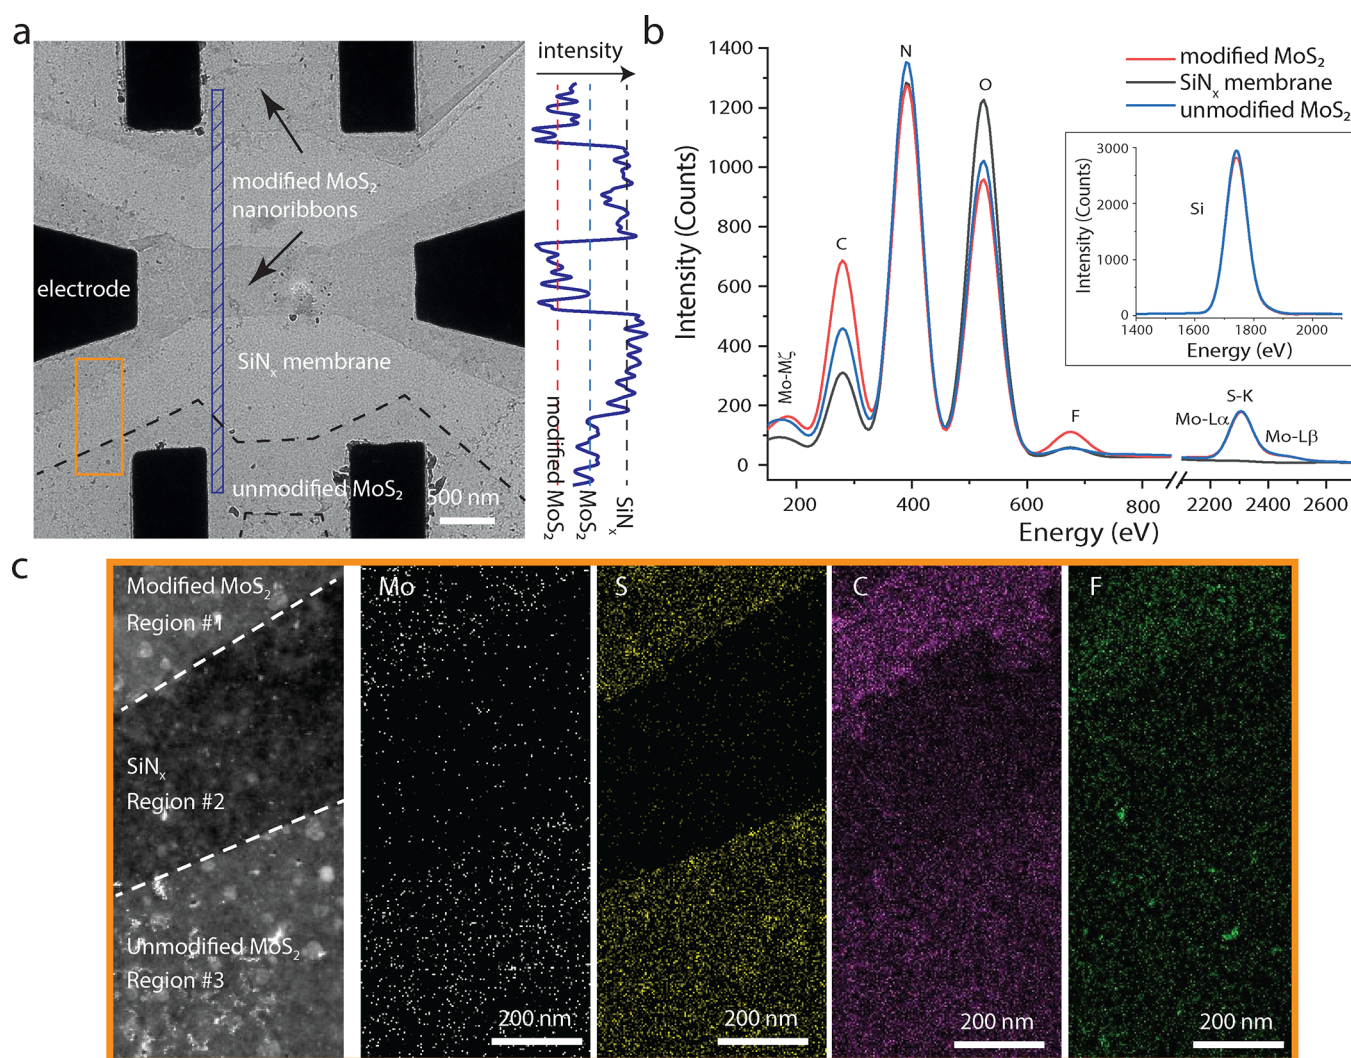 a
intensity
modified MoS₂
nanoribbons
electrode
SiNₓ membrane
unmodified MoS₂
500 nm
modified MoS₂
MoS₂
SiNₓ
b
modified MoS₂
SiNₓ membrane
unmodified MoS₂
Intensity (Counts)
1400
1200
1000
800
600
400
200
0
Mo-Mζ
C
N
O
F
Mo-Lα
S-K
Mo-Lβ
200
400
600
800
2200
2400
2600
Energy (eV)
Intensity (Counts)
3000
2000
1000
0
Si
1400
1600
1800
2000
Energy (eV)
c
Modified MoS₂
Region #1
SiNₓ
Region #2
Unmodified MoS₂
Region #3
Mo
200 nm
S
200 nm
C
200 nm
F
200 nm